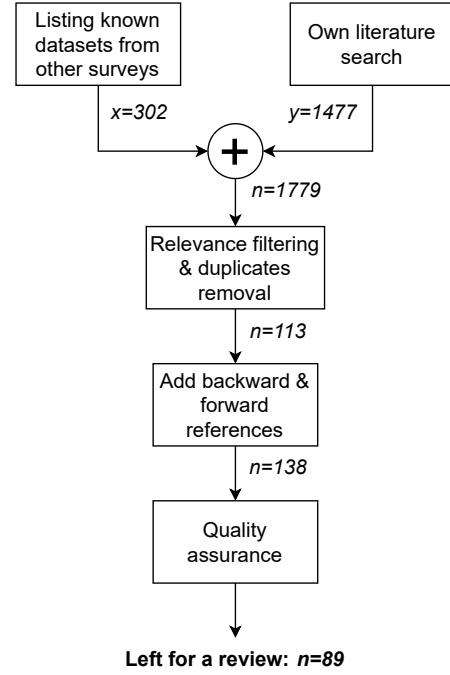 Listing known
datasets from
other surveys
Own literature
search
x=302
y=1477
+
n=1779
Relevance filtering
& duplicates
removal
n=113
Add backward &
forward
references
n=138
Quality
assurance
Left for a review: n=89